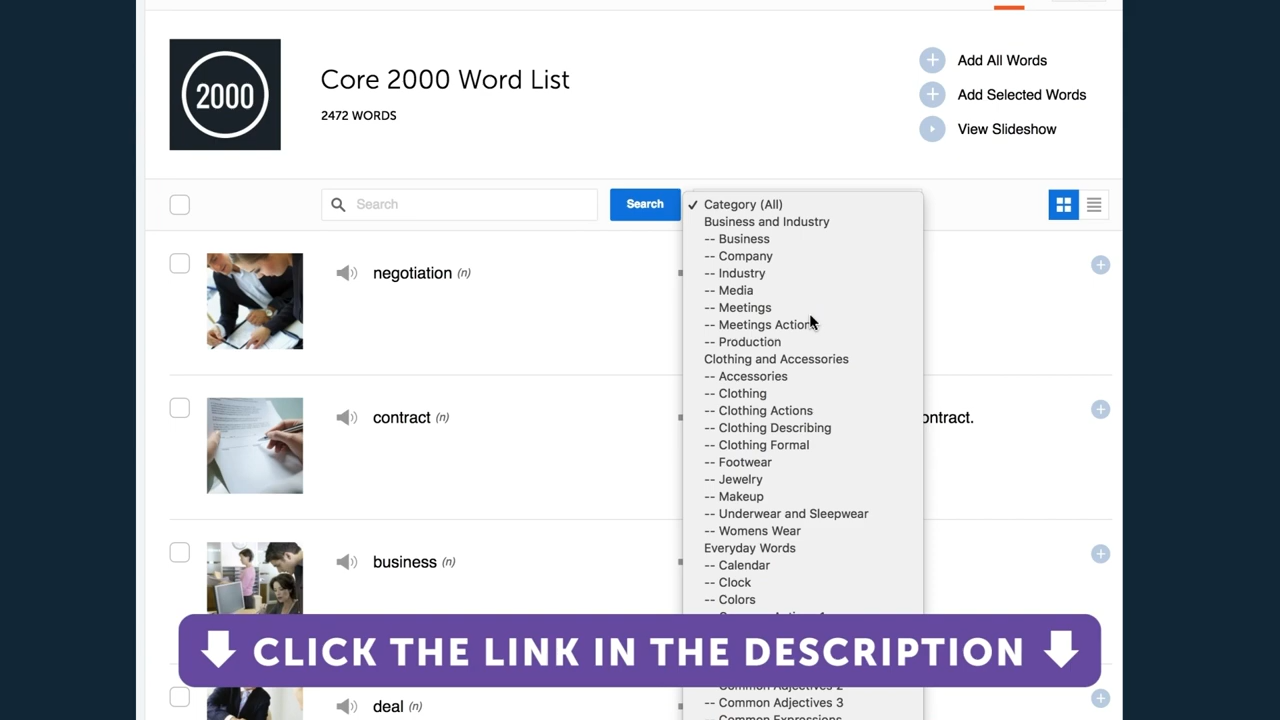 2000
Core 2000 Word List
2472 WORDS
Add All Words
Add Selected Words
View Slideshow
Search
Search
✓ Category (All)
Business and Industry
-- Business
-- Company
-- Industry
-- Media
-- Meetings
-- Meetings Actions
-- Production
Clothing and Accessories
-- Accessories
-- Clothing
-- Clothing Actions
-- Clothing Describing
-- Clothing Formal
-- Footwear
-- Jewelry
-- Makeup
-- Underwear and Sleepwear
-- Womens Wear
Everyday Words
-- Calendar
-- Clock
-- Colors
-- Common Adjectives 3
negotiation (n)
contract (n)
ontract.
business (n)
deal (n)
CLICK THE LINK IN THE DESCRIPTION